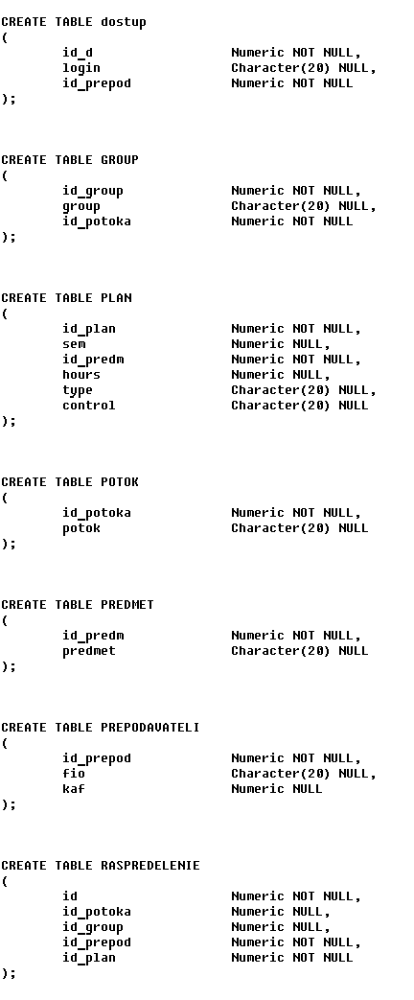 CREATE TABLE dostup
(
id_d Numeric NOT NULL,
login Character(20) NULL,
id_prepod Numeric NOT NULL
);
CREATE TABLE GROUP
(
id_group Numeric NOT NULL,
group Character(20) NULL,
id_potoka Numeric NOT NULL
);
CREATE TABLE PLAN
(
id_plan Numeric NOT NULL,
sem Numeric NULL,
id_predm Numeric NOT NULL,
hours Numeric NULL,
type Character(20) NULL,
control Character(20) NULL
);
CREATE TABLE POTOK
(
id_potoka Numeric NOT NULL,
potok Character(20) NULL
);
CREATE TABLE PREDMET
(
id_predm Numeric NOT NULL,
predmet Character(20) NULL
);
CREATE TABLE PREPODAVATELI
(
id_prepod Numeric NOT NULL,
fio Character(20) NULL,
kaf Numeric NULL
);
CREATE TABLE RASPREDELENIE
(
id Numeric NOT NULL,
id_potoka Numeric NULL,
id_group Numeric NULL,
id_prepod Numeric NOT NULL,
id_plan Numeric NOT NULL
);